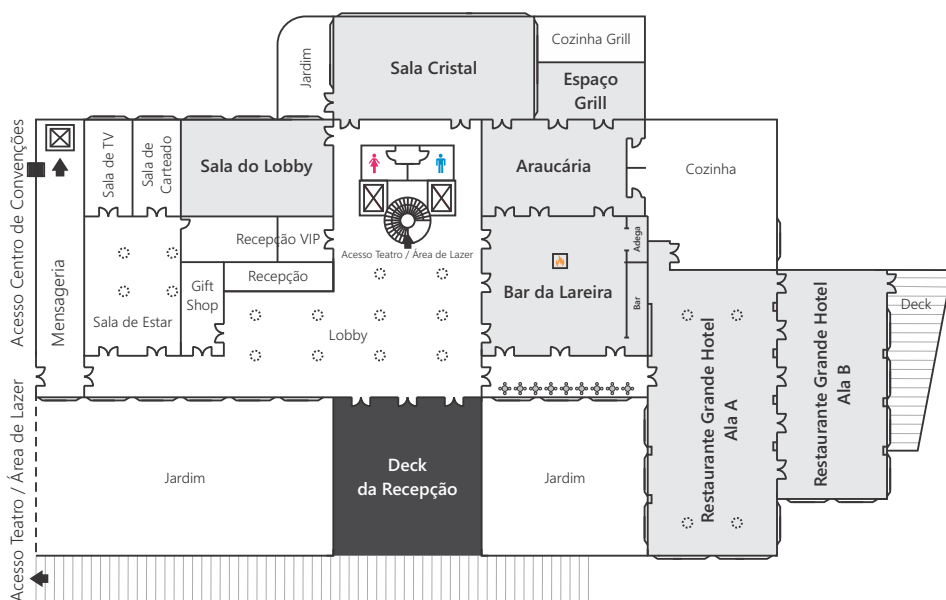 Cozinha Grill
Jardim
Sala Cristal
Espaço
Grill
Acesso Centro de Convenções
Sala de TV
Sala de
Carteado
Sala do Lobby
Araucária
Cozinha
Mensageria
Recepção VIP
Acesso Teatro / Área de Lazer
Adega
Recepção
Gift
Shop
Bar da Lareira
Bar
Sala de Estar
Lobby
Restaurante Grande Hotel
Ala A
Restaurante Grande Hotel
Ala B
Deck
Acesso Teatro / Área de Lazer
Jardim
Deck
da Recepção
Jardim